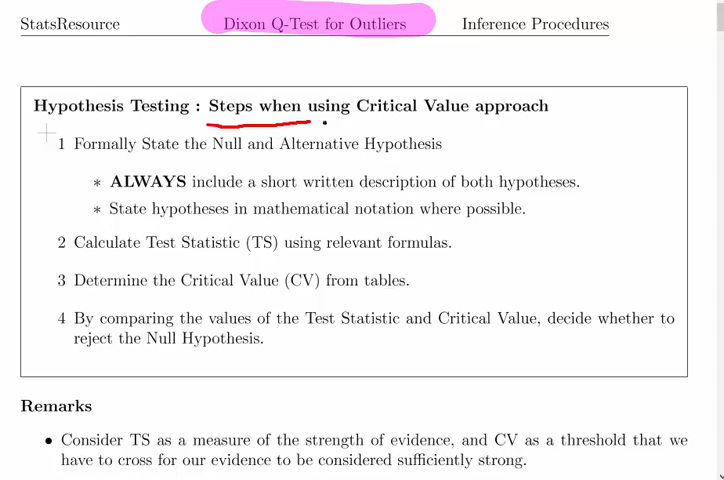 StatsResource Dixon Q-Test for Outliers Inference Procedures
Hypothesis Testing : Steps when using Critical Value approach
1 Formally State the Null and Alternative Hypothesis
* ALWAYS include a short written description of both hypotheses.
* State hypotheses in mathematical notation where possible.
2 Calculate Test Statistic (TS) using relevant formulas.
3 Determine the Critical Value (CV) from tables.
4 By comparing the values of the Test Statistic and Critical Value, decide whether to
reject the Null Hypothesis.
Remarks
• Consider TS as a measure of the strength of evidence, and CV as a threshold that we
have to cross for our evidence to be considered sufficiently strong.